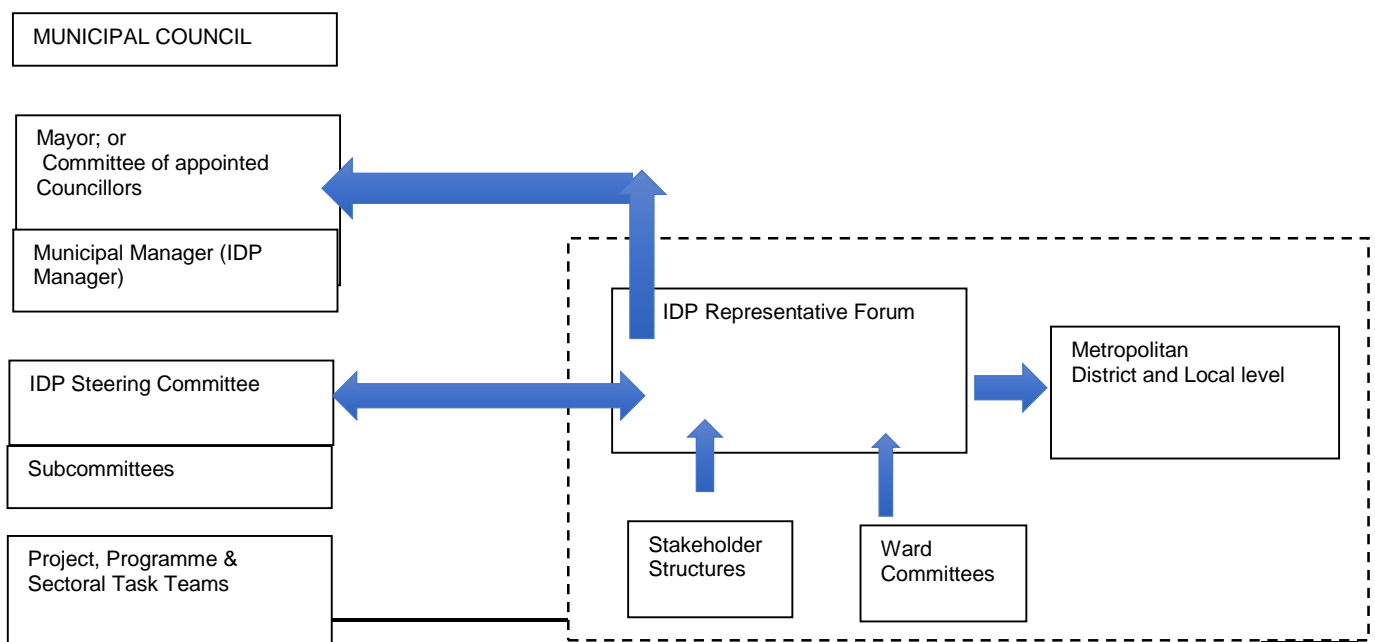 MUNICIPAL COUNCIL
Mayor; or
Committee of appointed
Councillors
Municipal Manager (IDP
Manager)
IDP Representative Forum
Metropolitan
District and Local level
IDP Steering Committee
Subcommittees
Stakeholder
Structures
Ward
Committees
Project, Programme &
Sectoral Task Teams